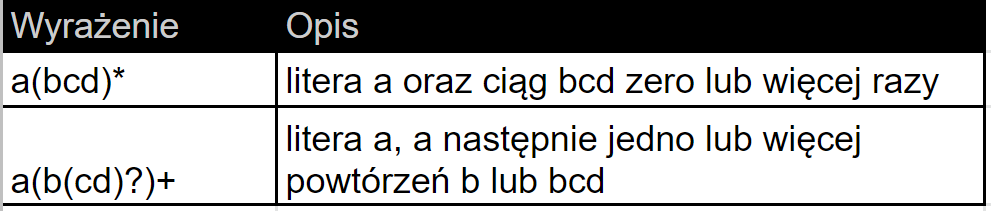 Wyrażenie Opis
a(bcd)* litera a oraz ciąg bcd zero lub więcej razy
litera a, a następnie jedno lub więcej
a(b(cd)?)+ powtórzeń b lub bcd